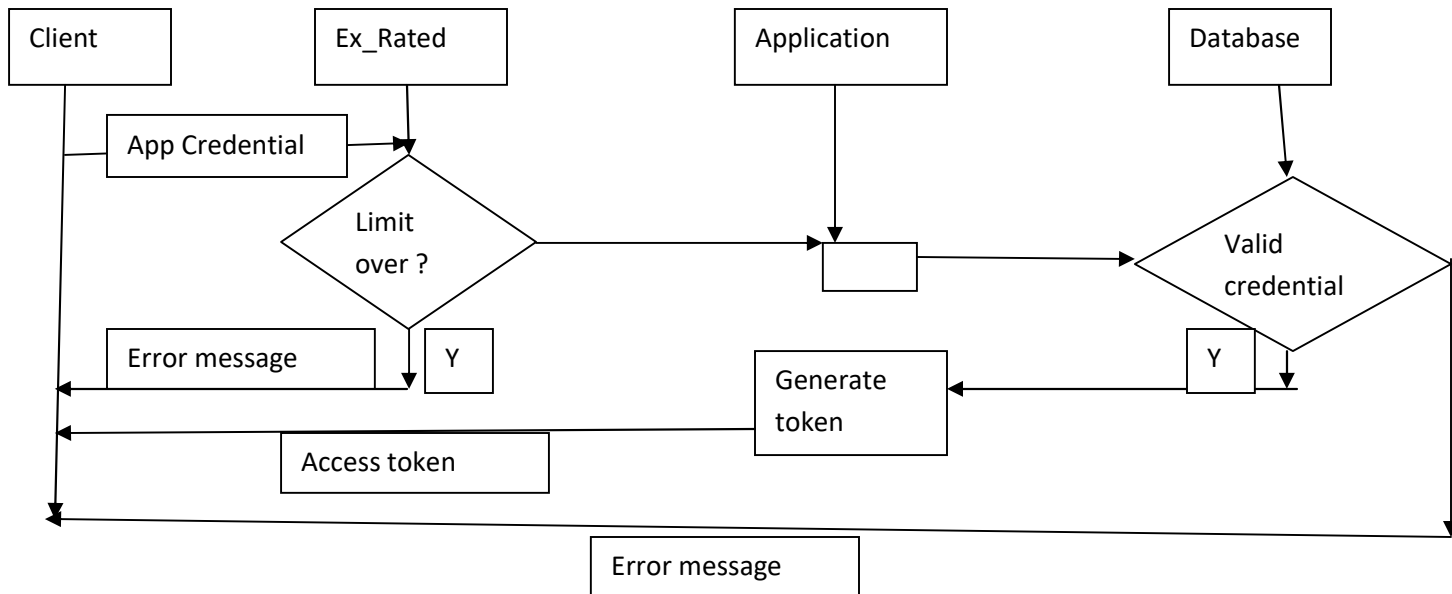 Client
Ex_Rated
Application
Database
App Credential
Limit
over ?
Valid
credential
Error message
Y
Y
Generate
token
Access token
Error message